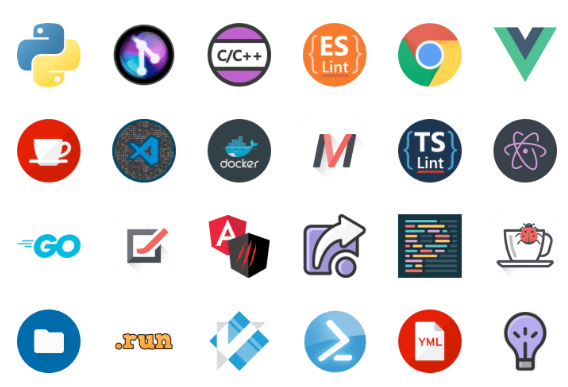 C/C++
{ES}
Lint
docker
M
{TS}
Lint
GO
A
.run
YML